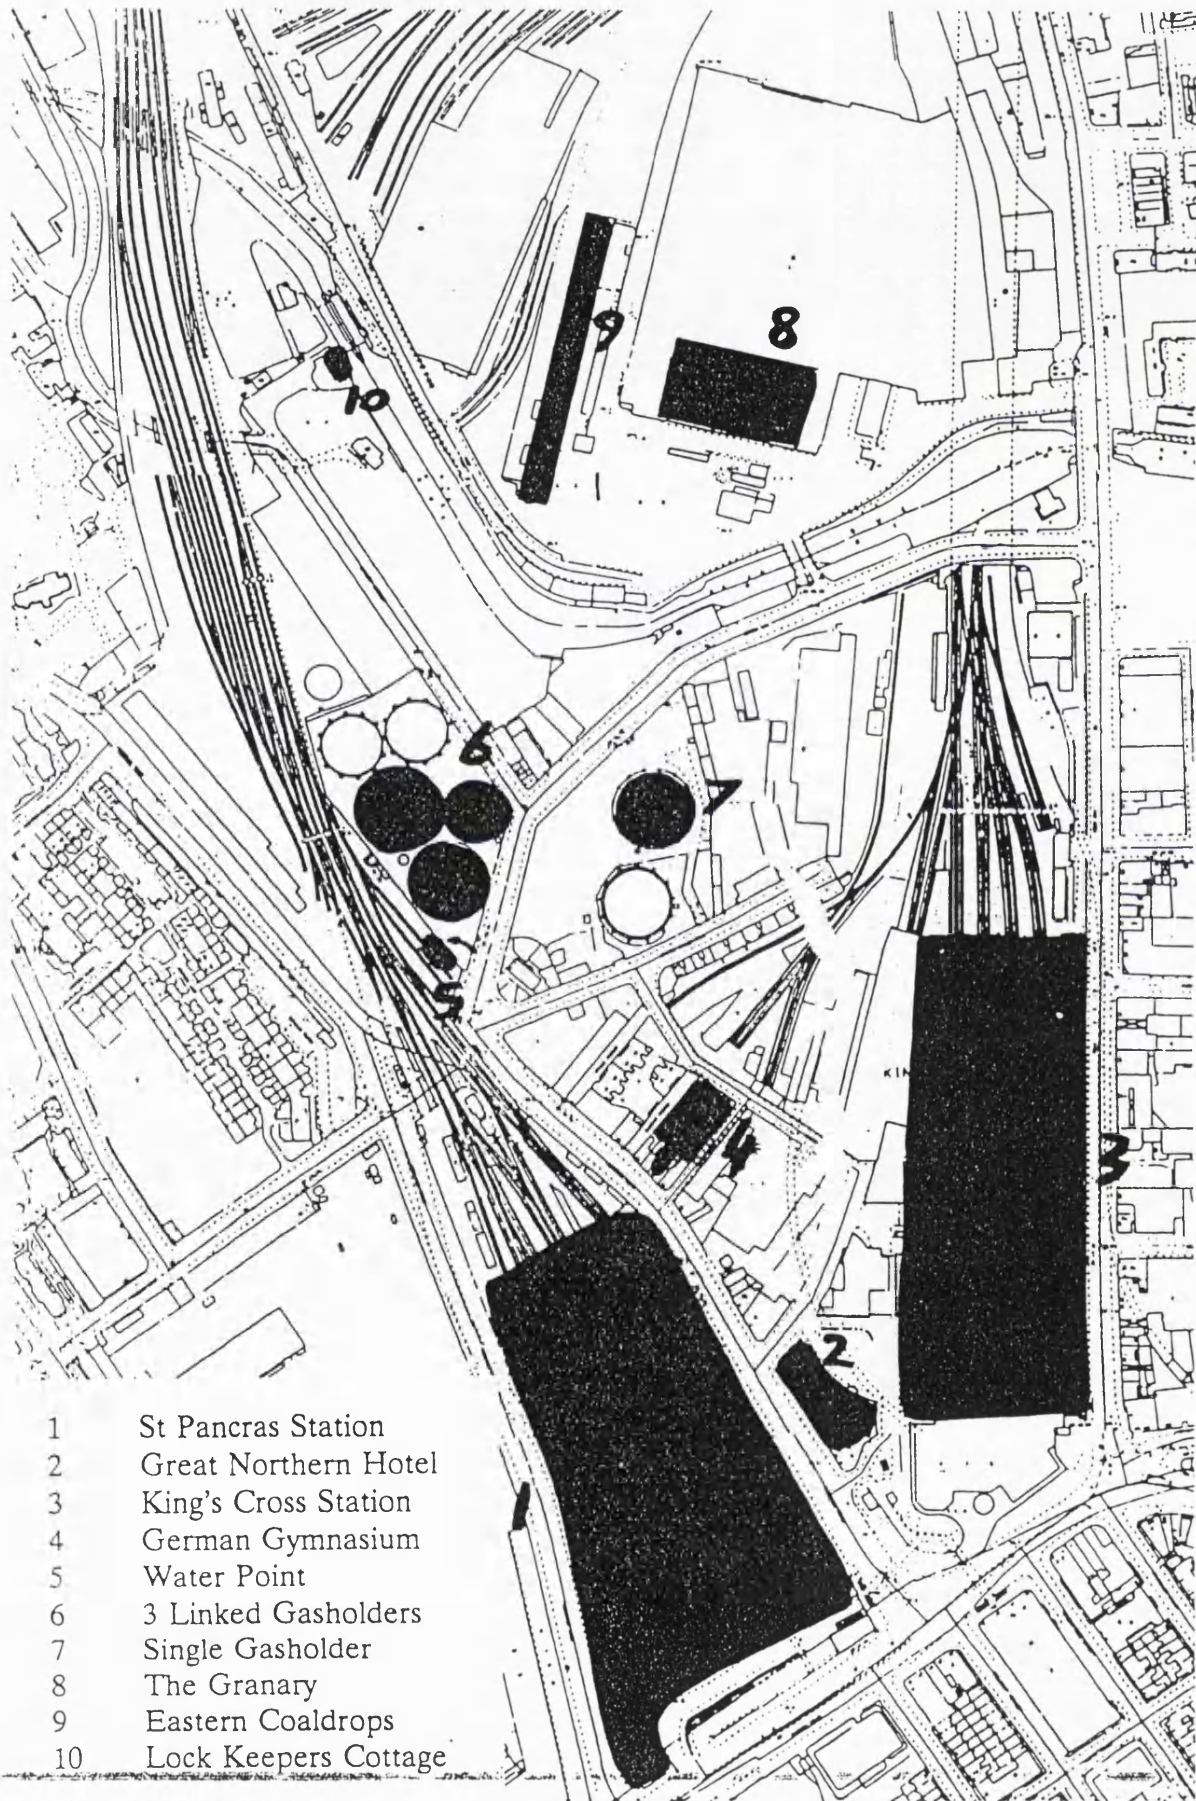 8
9
10
6
7
5
KIN
3
4
2
1
1 St Pancras Station
2 Great Northern Hotel
3 King's Cross Station
4 German Gymnasium
5 Water Point
6 3 Linked Gasholders
7 Single Gasholder
8 The Granary
9 Eastern Coaldrops
10 Lock Keepers Cottage